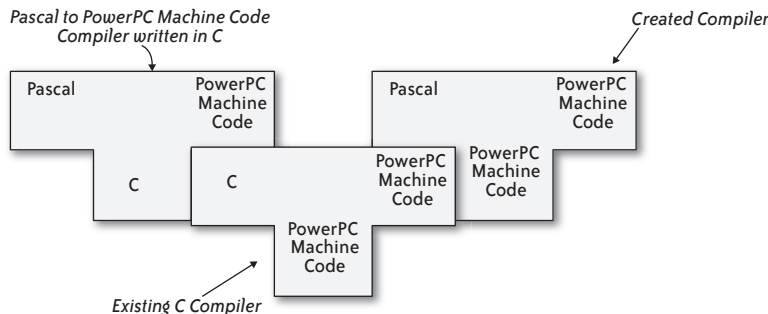 Pascal to PowerPC Machine Code
Compiler written in C
Created Compiler
Pascal
PowerPC
Machine
Code
Pascal
PowerPC
Machine
Code
C
C
PowerPC
Machine
Code
PowerPC
Machine
Code
PowerPC
Machine
Code
Existing C Compiler